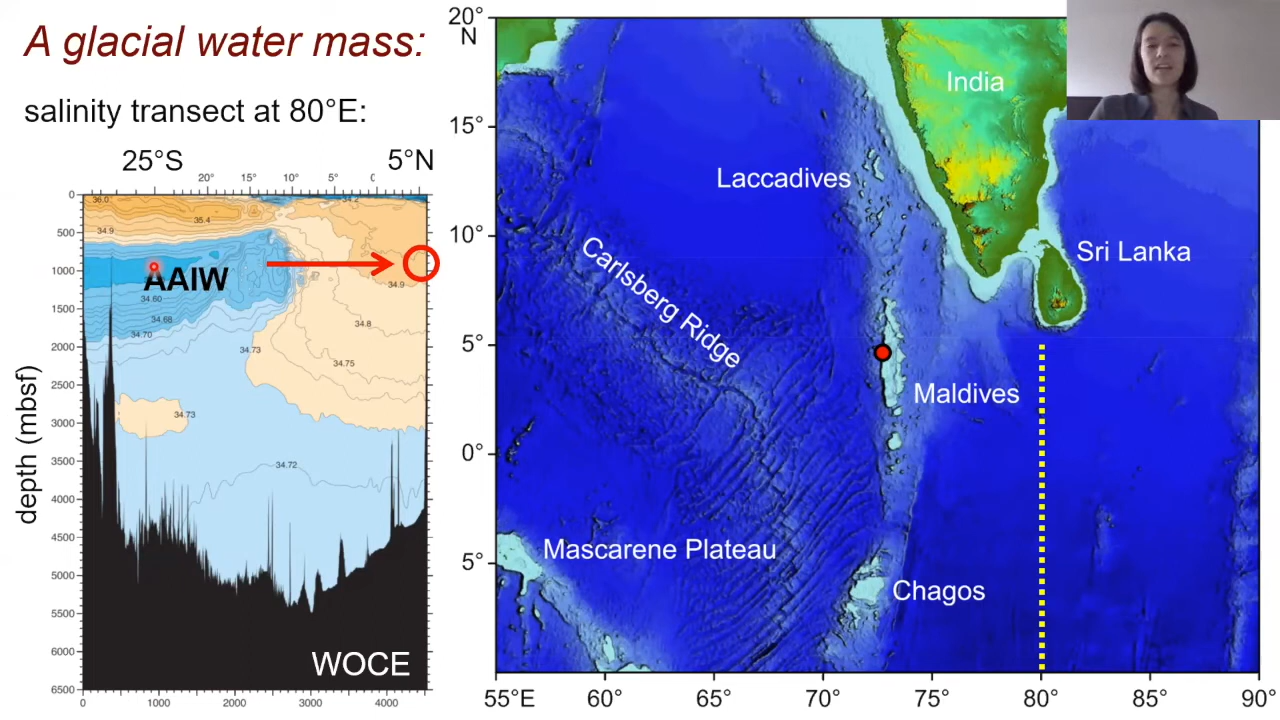 A glacial water mass:
salinity transect at 80°E:
25°S 5°N
20° 15° 10° 5° 0
0
500
1000
1500
2000
2500
3000
3500
4000
4500
5000
5500
6000
6500
depth (mbsf)
35.4
34.9
AAIW
34.60
34.68
34.70
34.9
34.8
34.73
34.75
34.73
34.72
WOCE
0 1000 2000 3000 4000
20°
N
15°
10°
5°
0°
5°
India
Laccadives
Sri Lanka
Carlsberg Ridge
Maldives
Mascarene Plateau
Chagos
55°E 60° 65° 70° 75° 80° 85° 90°